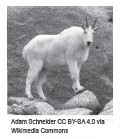 Adam Schneider CC BY-SA 4.0 via
Wikimedia Commons